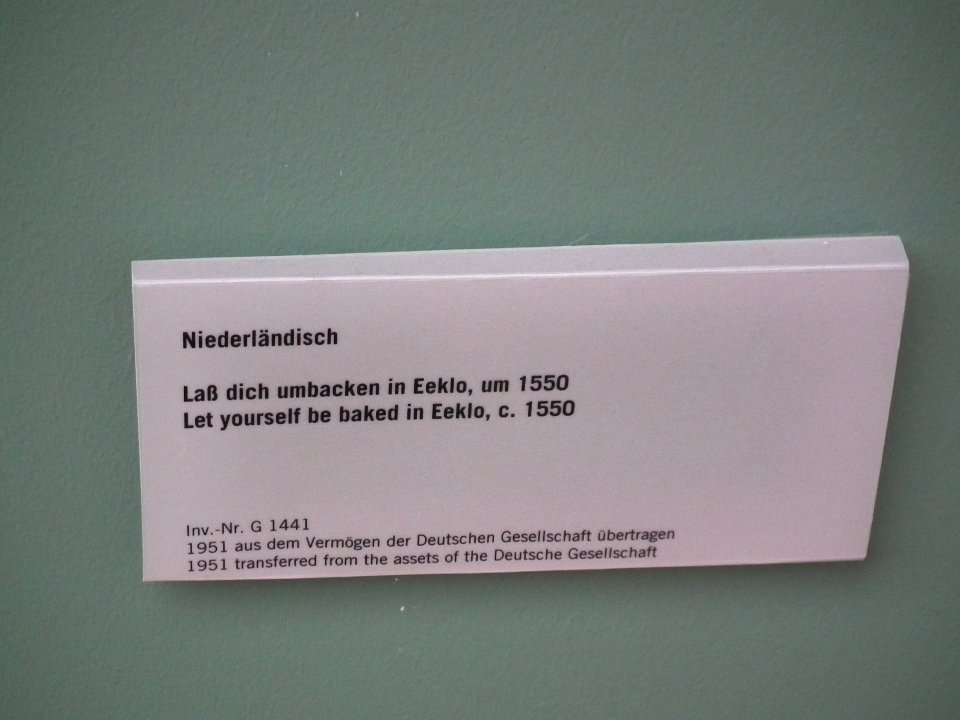 Niederländisch
Laß dich umbacken in Eeklo, um 1550
Let yourself be baked in Eeklo, c. 1550
Inv.-Nr. G 1441
1951 aus dem Vermögen der Deutschen Gesellschaft übertragen
1951 transferred from the assets of the Deutsche Gesellschaft